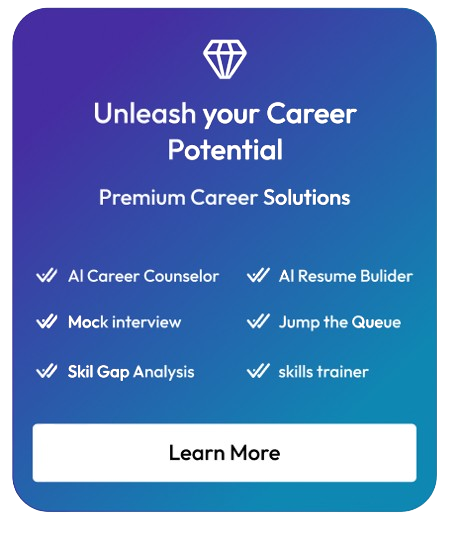 Unleash your Career
Potential
Premium Career Solutions
AI Career Counselor
AI Resume Bulider
Mock interview
Jump the Queue
Skil Gap Analysis
skills trainer
Learn More